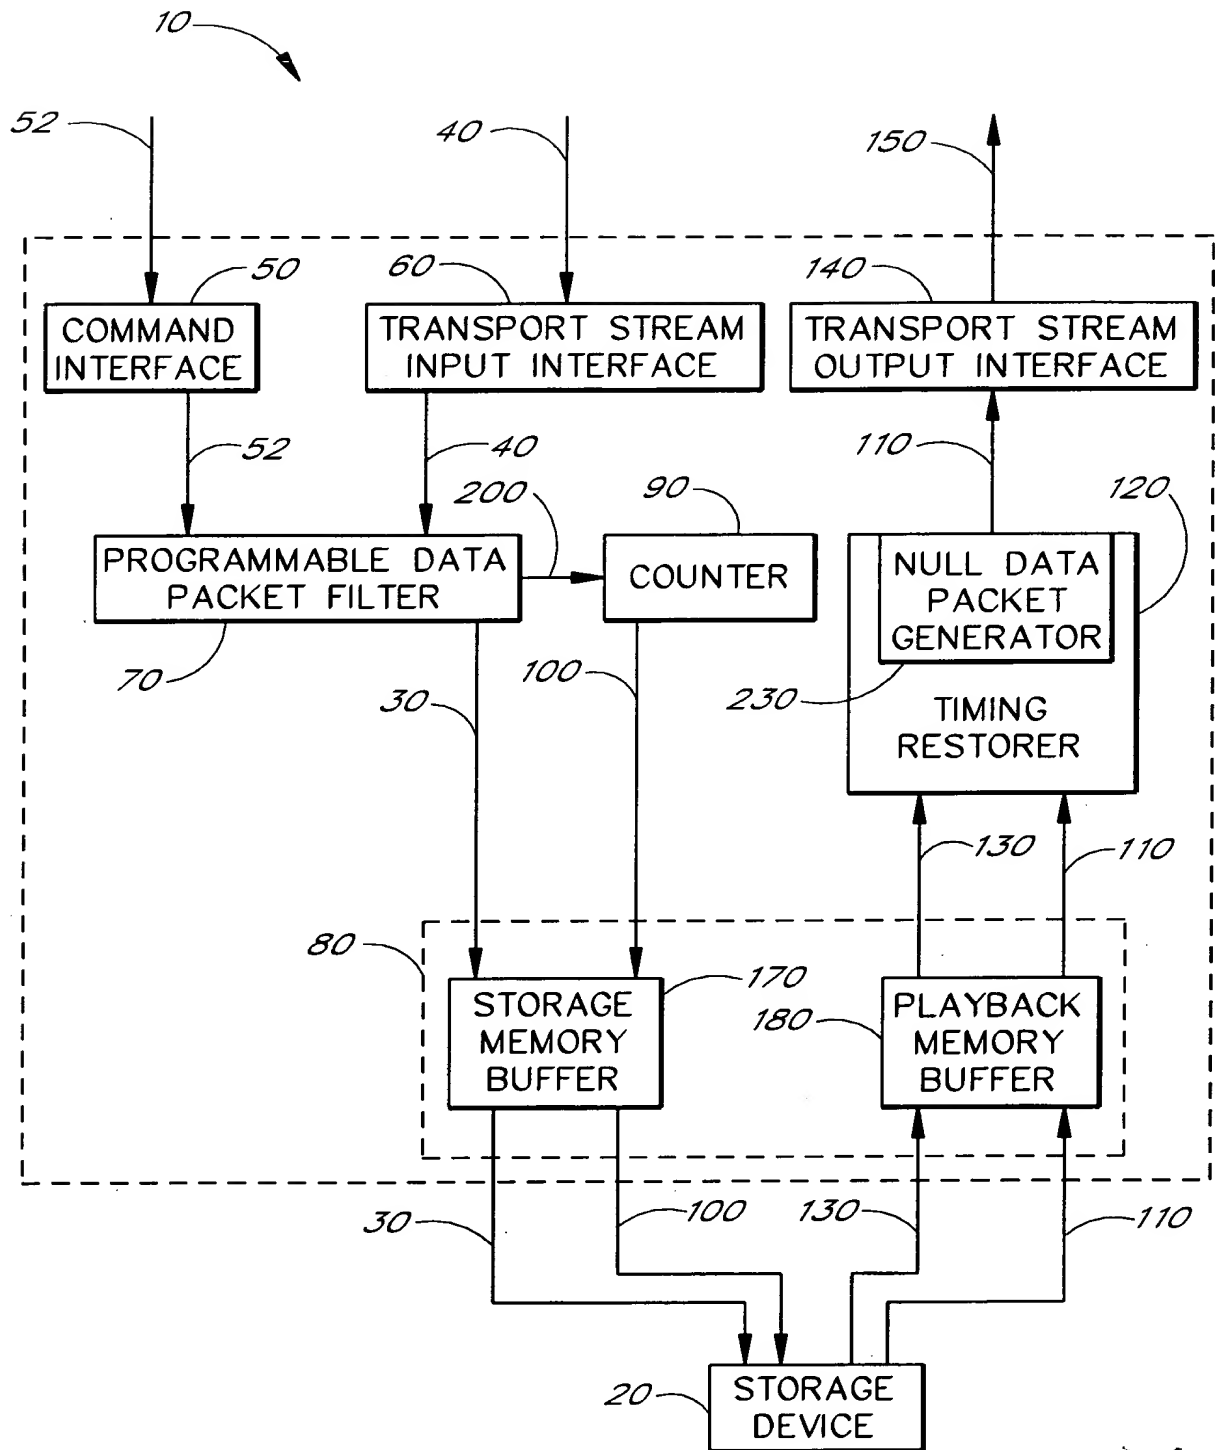 10
52
40
150
50
60
140
COMMAND
INTERFACE
TRANSPORT STREAM
INPUT INTERFACE
TRANSPORT STREAM
OUTPUT INTERFACE
52
40
110
200
90
120
PROGRAMMABLE DATA
PACKET FILTER
COUNTER
NULL DATA
PACKET
GENERATOR
70
30
100
230
TIMING
RESTORER
130
110
80
170
STORAGE
MEMORY
BUFFER
180
PLAYBACK
MEMORY
BUFFER
30
100
130
110
20
STORAGE
DEVICE